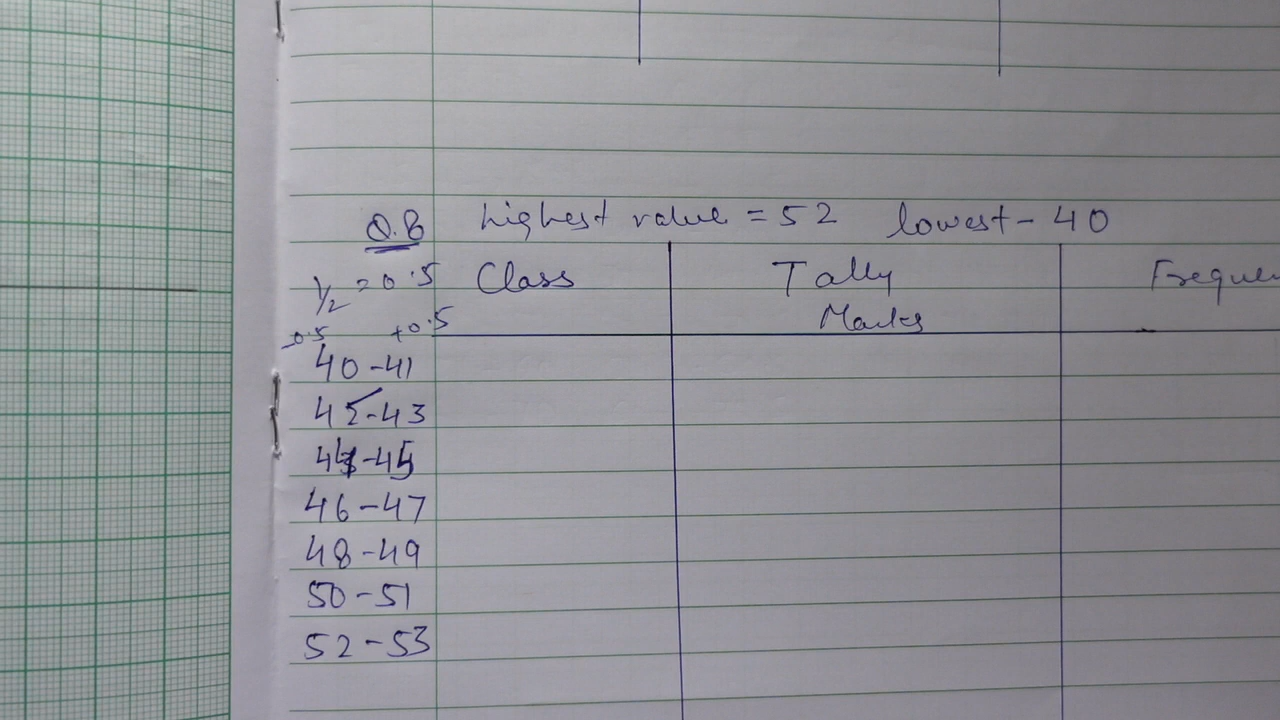 Q.8 highest value = 52 lowest - 40
1/2 = 0.5 Class Tally Frequen
Marks
-0.5 +0.5
40-41
42-43
44-45
46-47
48-49
50-51
52-53